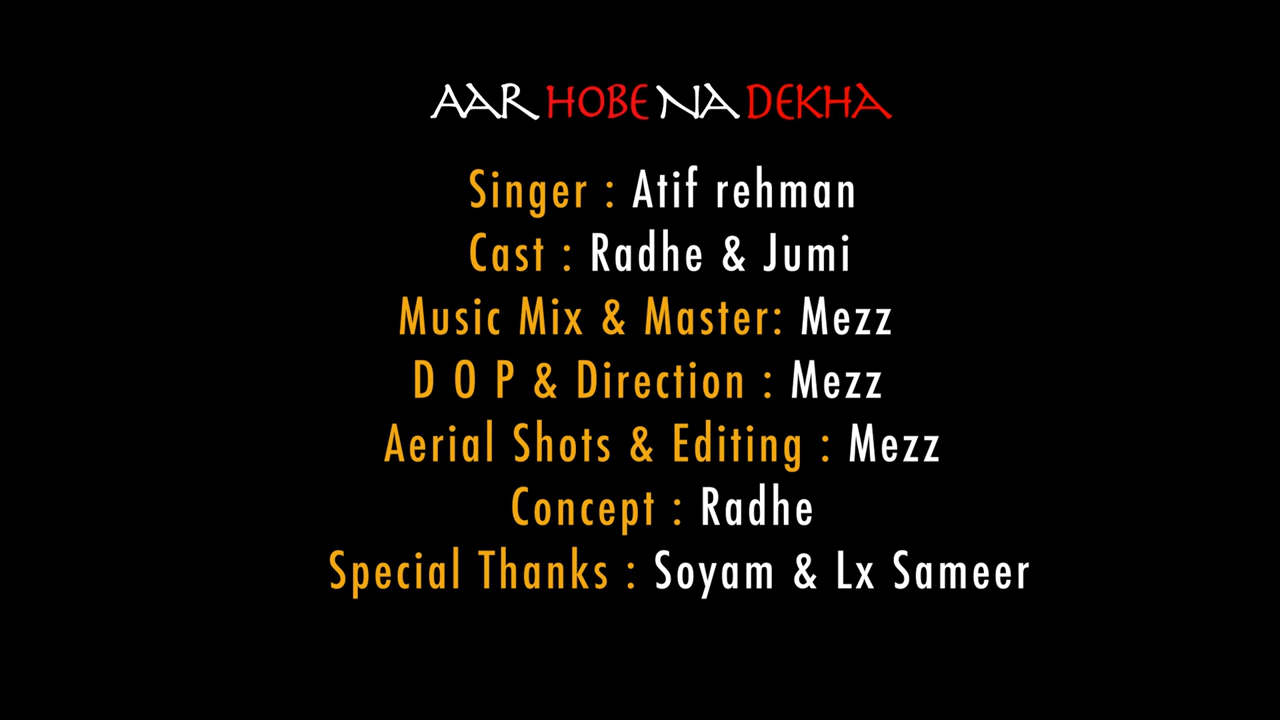 AAR HOBE NA DEKHA
Singer : Atif rehman
Cast : Radhe & Jumi
Music Mix & Master: Mezz
D O P & Direction : Mezz
Aerial Shots & Editing : Mezz
Concept : Radhe
Special Thanks : Soyam & Lx Sameer